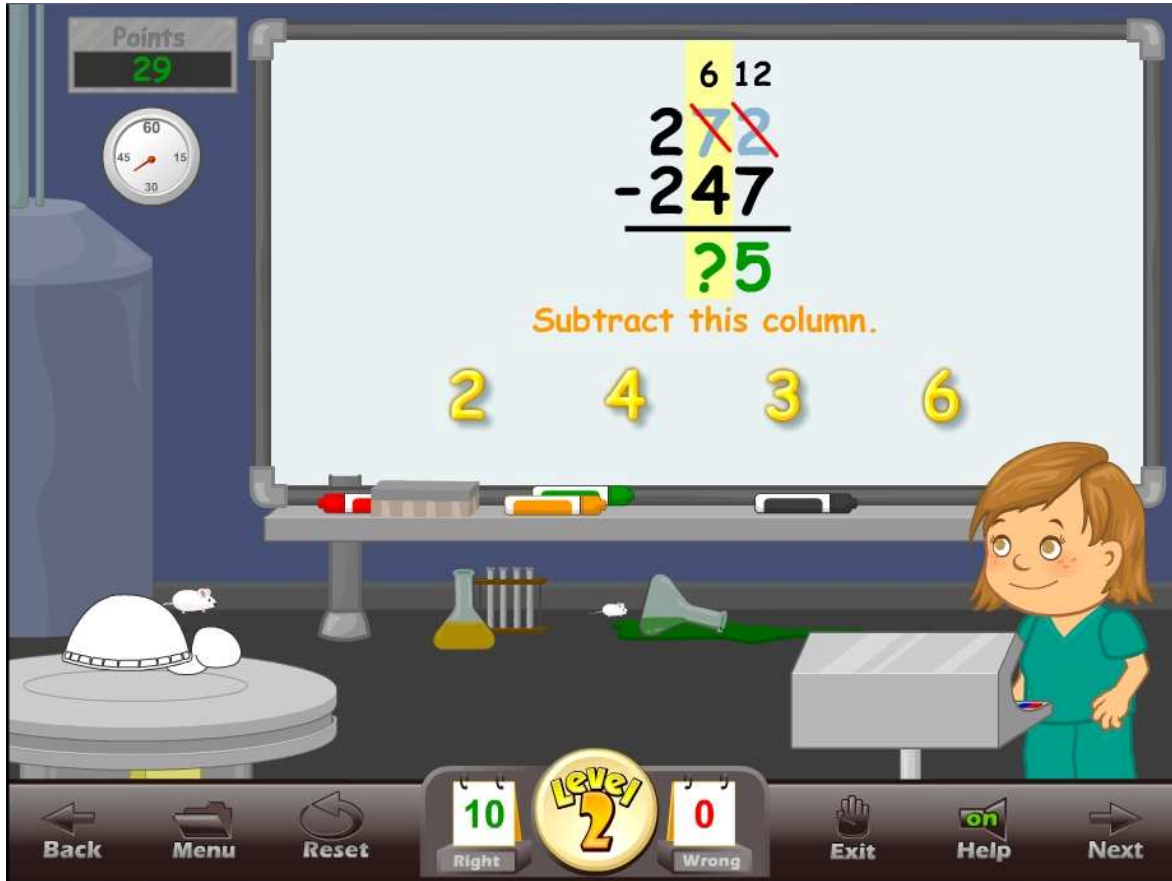 Points
29
60
45 15
30
6 12
272
-247
?5
Subtract this column.
2 4 3 6
Back
Menu
Reset
10
Right
Level
2
0
Wrong
Exit
on
Help
Next